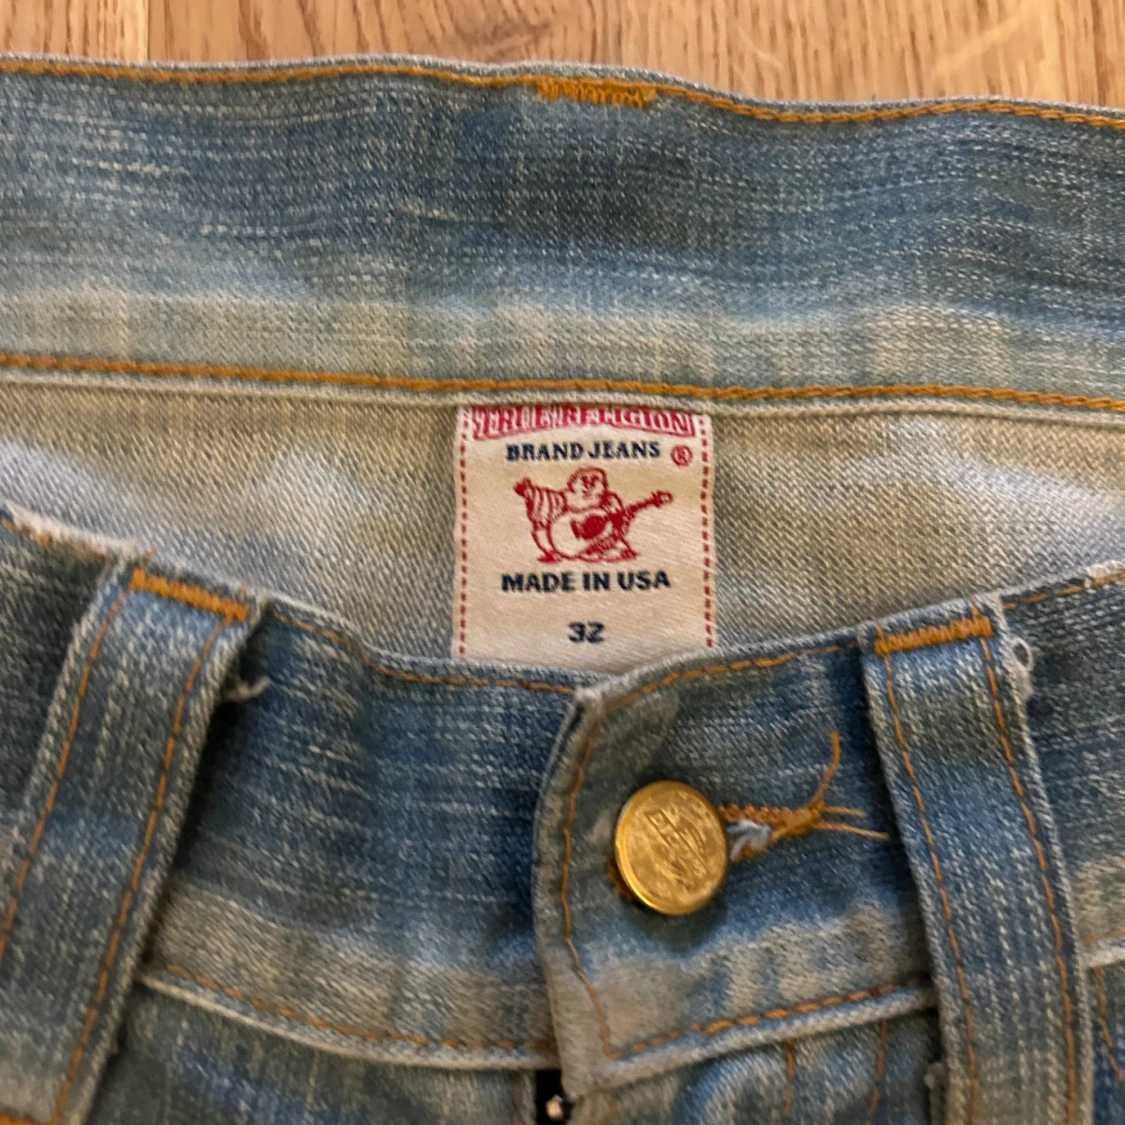 TRUE RELIGION
BRAND JEANS ®
MADE IN USA
32